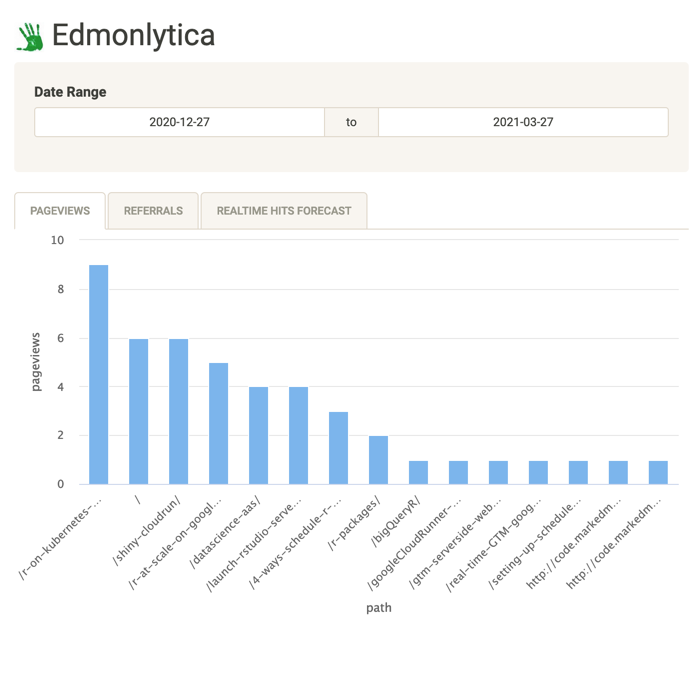 Edmonlytica
Date Range
2020-12-27 to 2021-03-27
PAGEVIEWS REFERRALS REALTIME HITS FORECAST
10
8
6
4
2
0
pageviews
/r-on-kubernetes-...
/
/shiny-cloudrun/
/r-at-scale-on-googl...
/datascience-aas/
/launch-rstudio-serve...
/4-ways-schedule-r-...
/r-packages/
/bigQueryR/
/googleCloudRunner-...
/gtm-serverside-web...
/real-time-GTM-goog...
/setting-up-schedule...
http://code.markedm...
http://code.markedm...
path